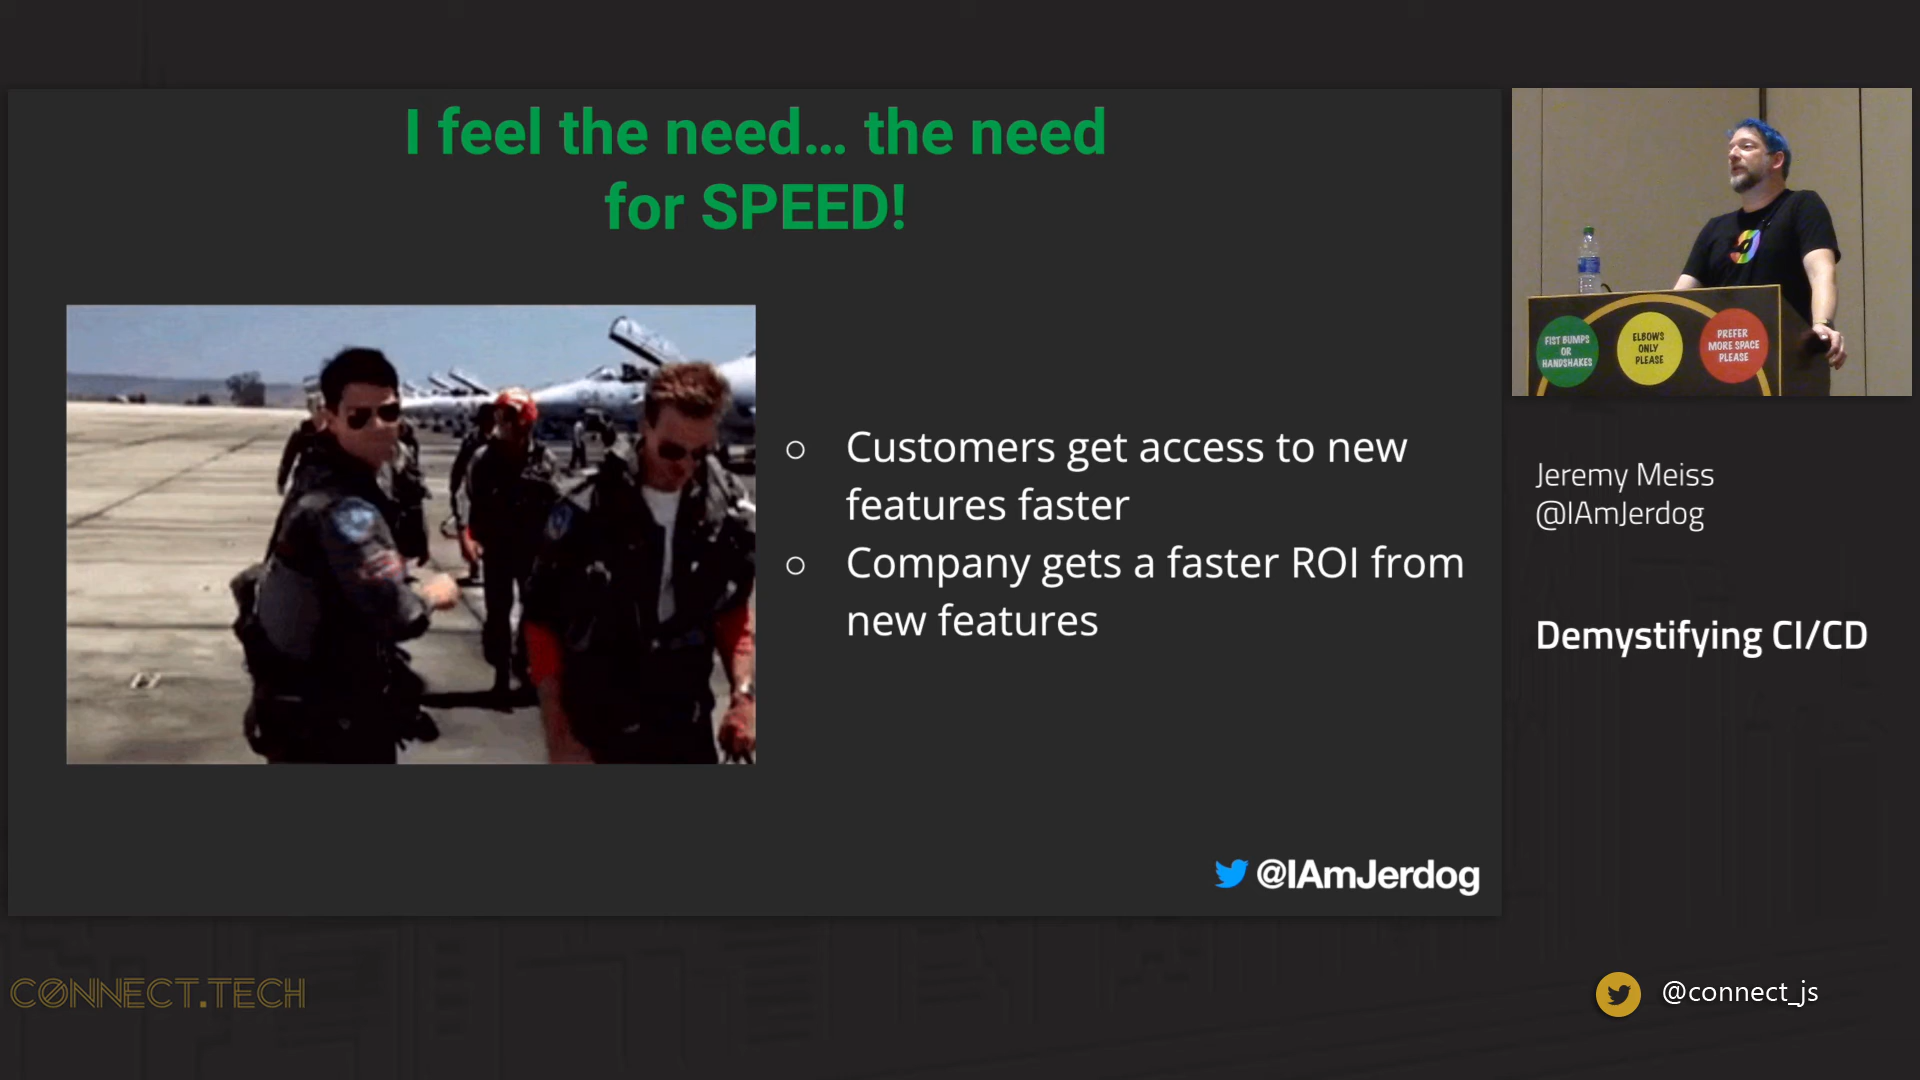 I feel the need... the need
for SPEED!
○ Customers get access to new
features faster
○ Company gets a faster ROI from
new features
@IAmJerdog
FIST BUMPS
OR
HANDSHAKES
ELBOWS
ONLY
PLEASE
PREFER
MORE SPACE
PLEASE
Jeremy Meiss
@IAmJerdog
Demystifying CI/CD
CONNECT.TECH
@connect_js